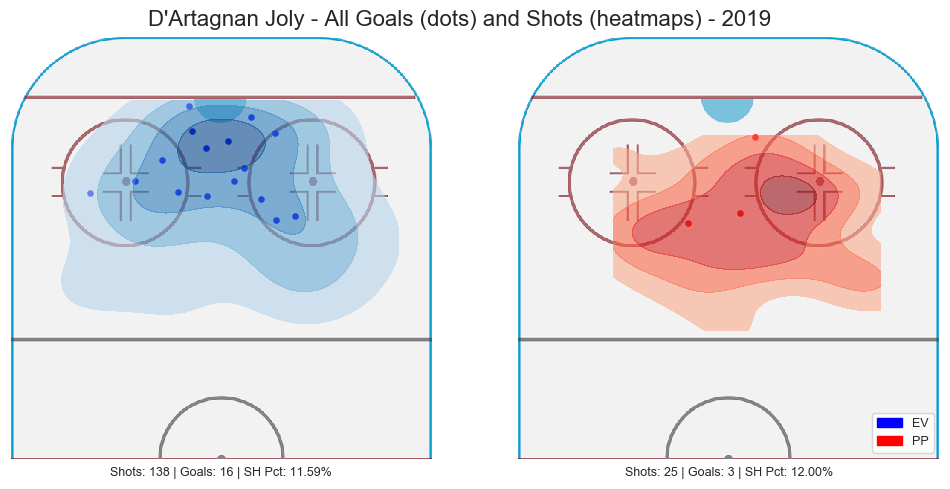 D'Artagnan Joly - All Goals (dots) and Shots (heatmaps) - 2019
EV
PP
Shots: 138 | Goals: 16 | SH Pct: 11.59%
Shots: 25 | Goals: 3 | SH Pct: 12.00%